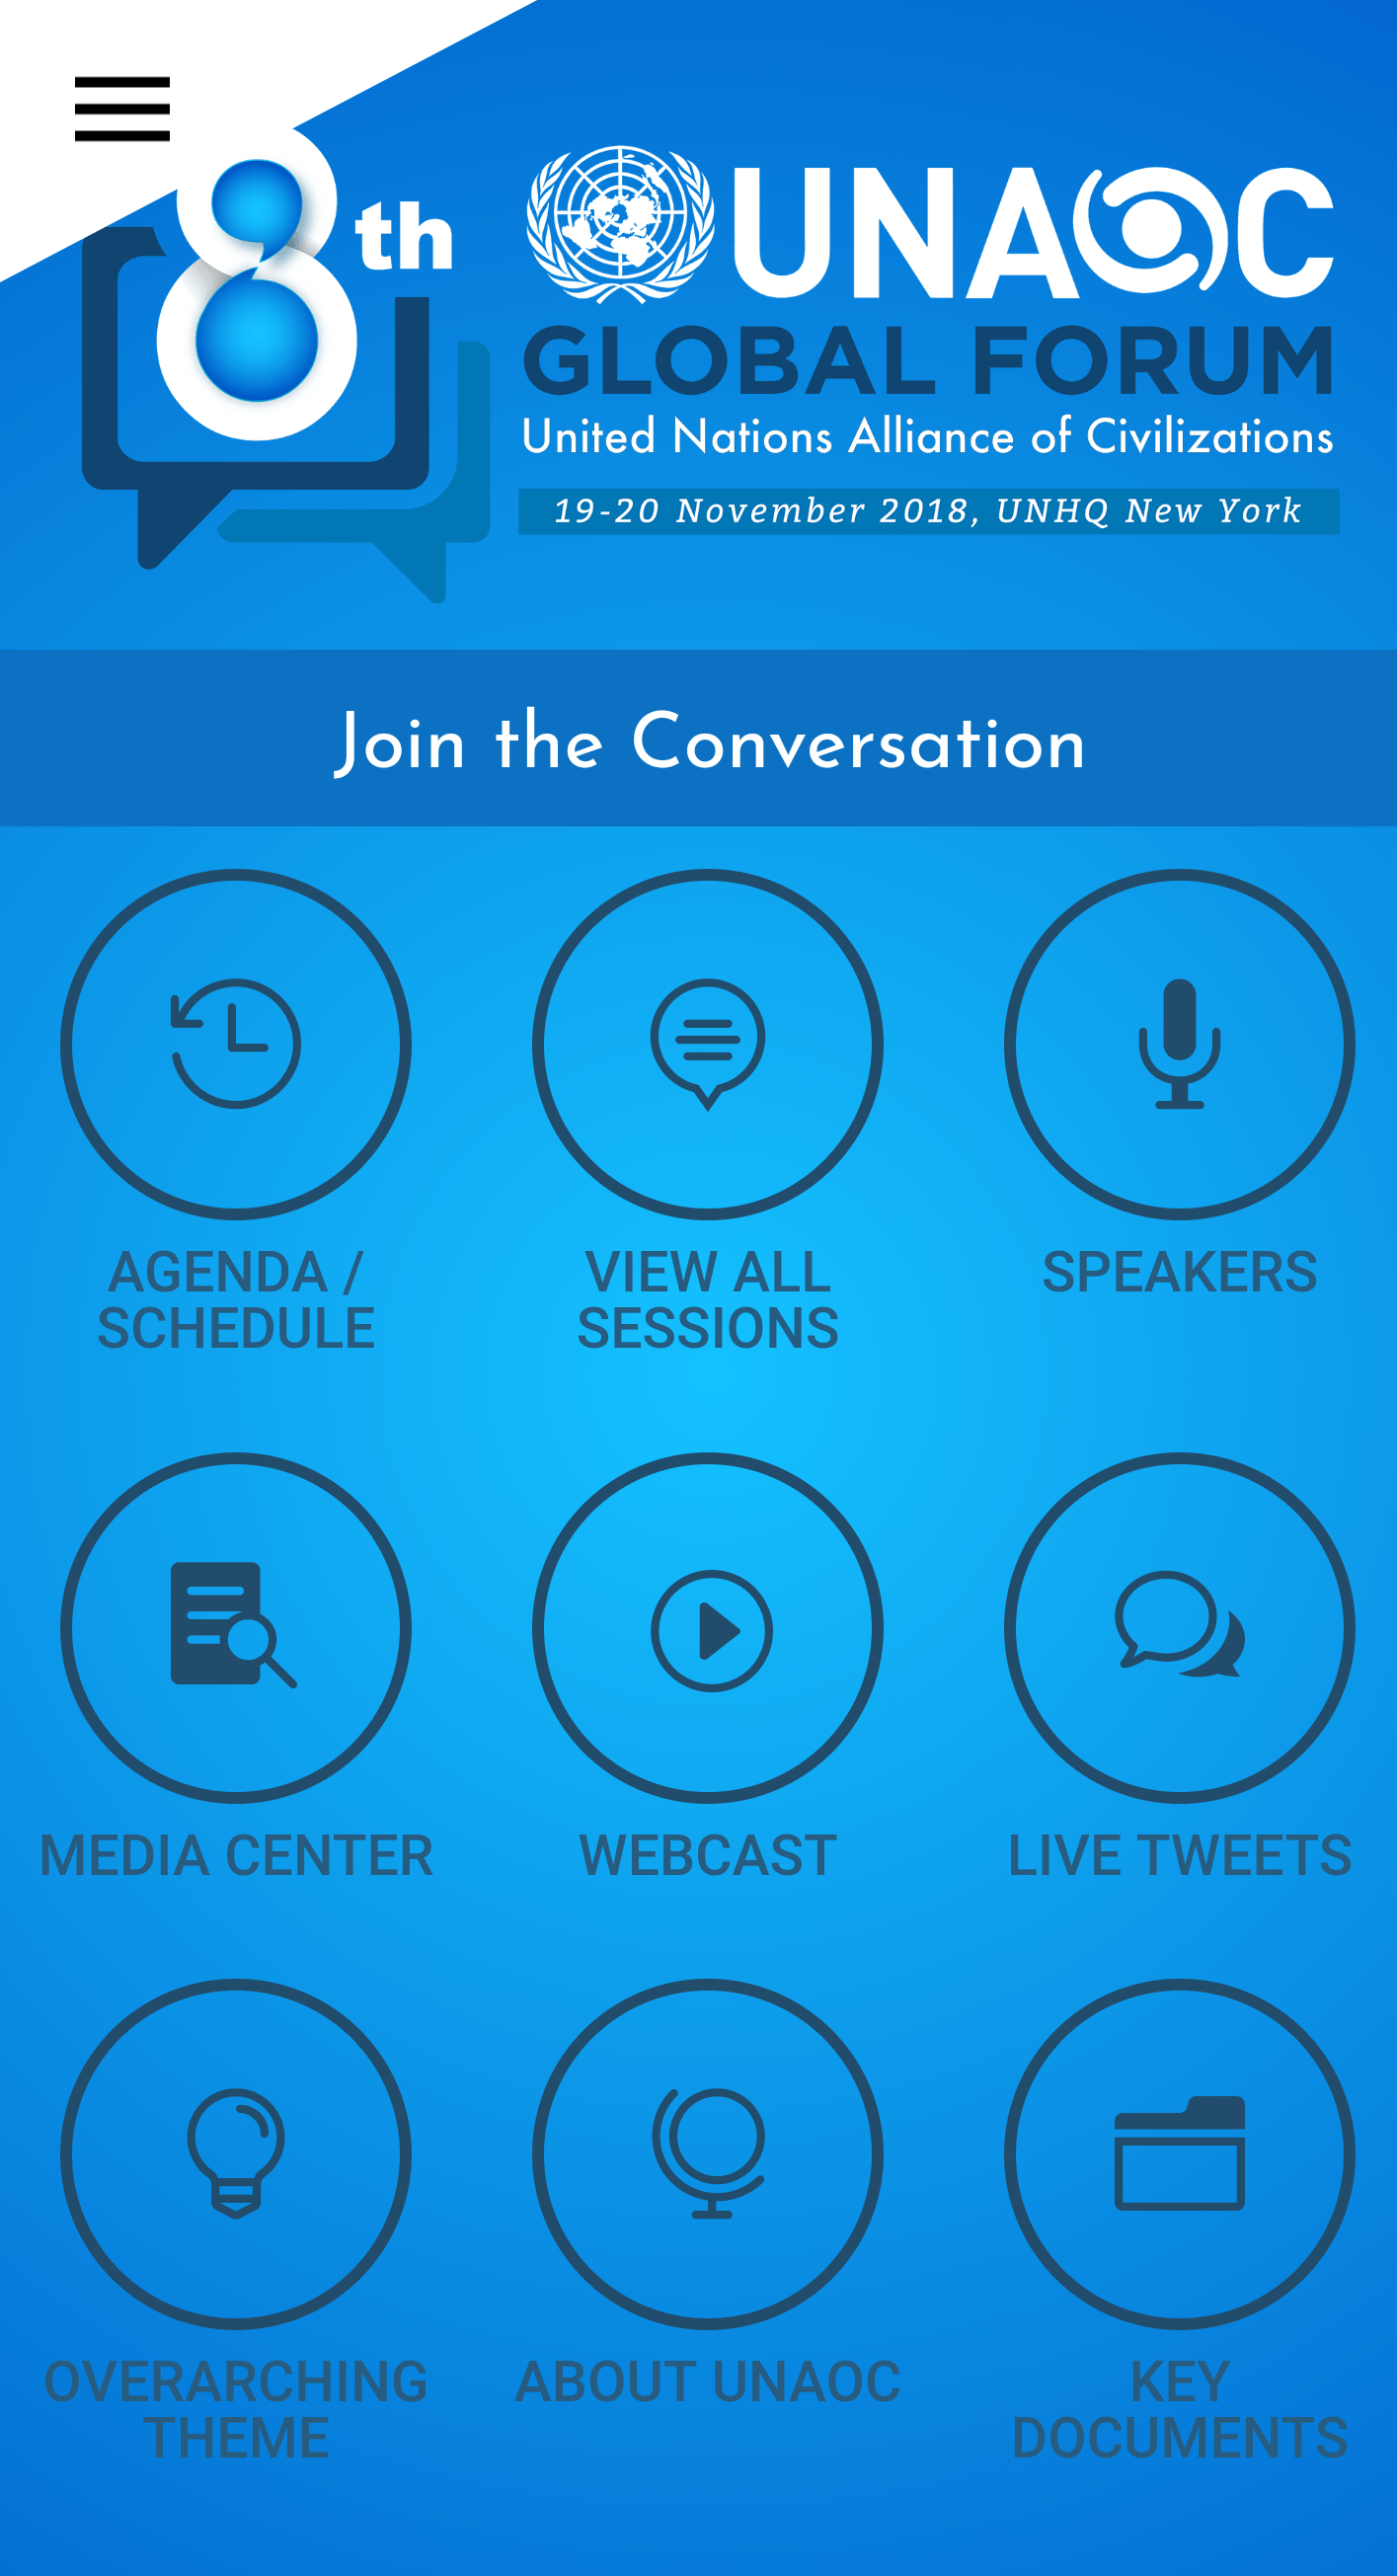 8th
UNAOC
GLOBAL FORUM
United Nations Alliance of Civilizations
19-20 November 2018, UNHQ New York
Join the Conversation
AGENDA /
SCHEDULE
VIEW ALL
SESSIONS
SPEAKERS
MEDIA CENTER
WEBCAST
LIVE TWEETS
OVERARCHING
THEME
ABOUT UNAOC
KEY
DOCUMENTS